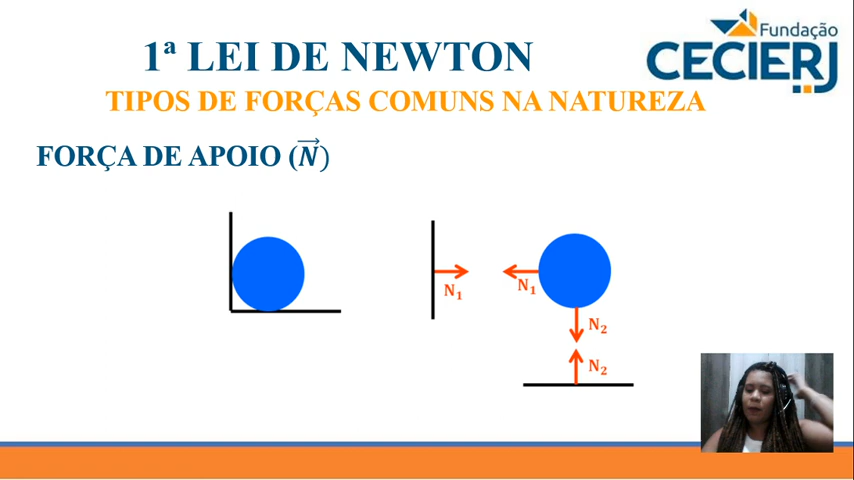 Fundação
1ª LEI DE NEWTON
CECIERJ
TIPOS DE FORÇAS COMUNS NA NATUREZA
FORÇA DE APOIO (N⃗)
N₁
N₁
N₂
N₂